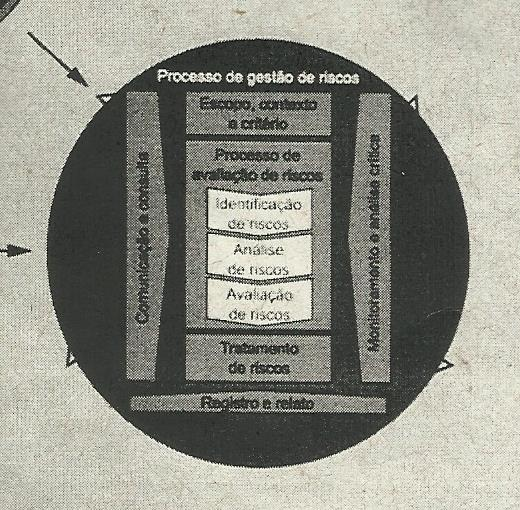 Processo de gestão de riscos
Escopo, contexto
e critério
Processo de
avaliação de riscos
Identificação
de riscos
Análise
de riscos
Avaliação
de riscos
Tratamento
de riscos
Comunicação e consulta
Monitoramento e análise crítica
Registro e relato